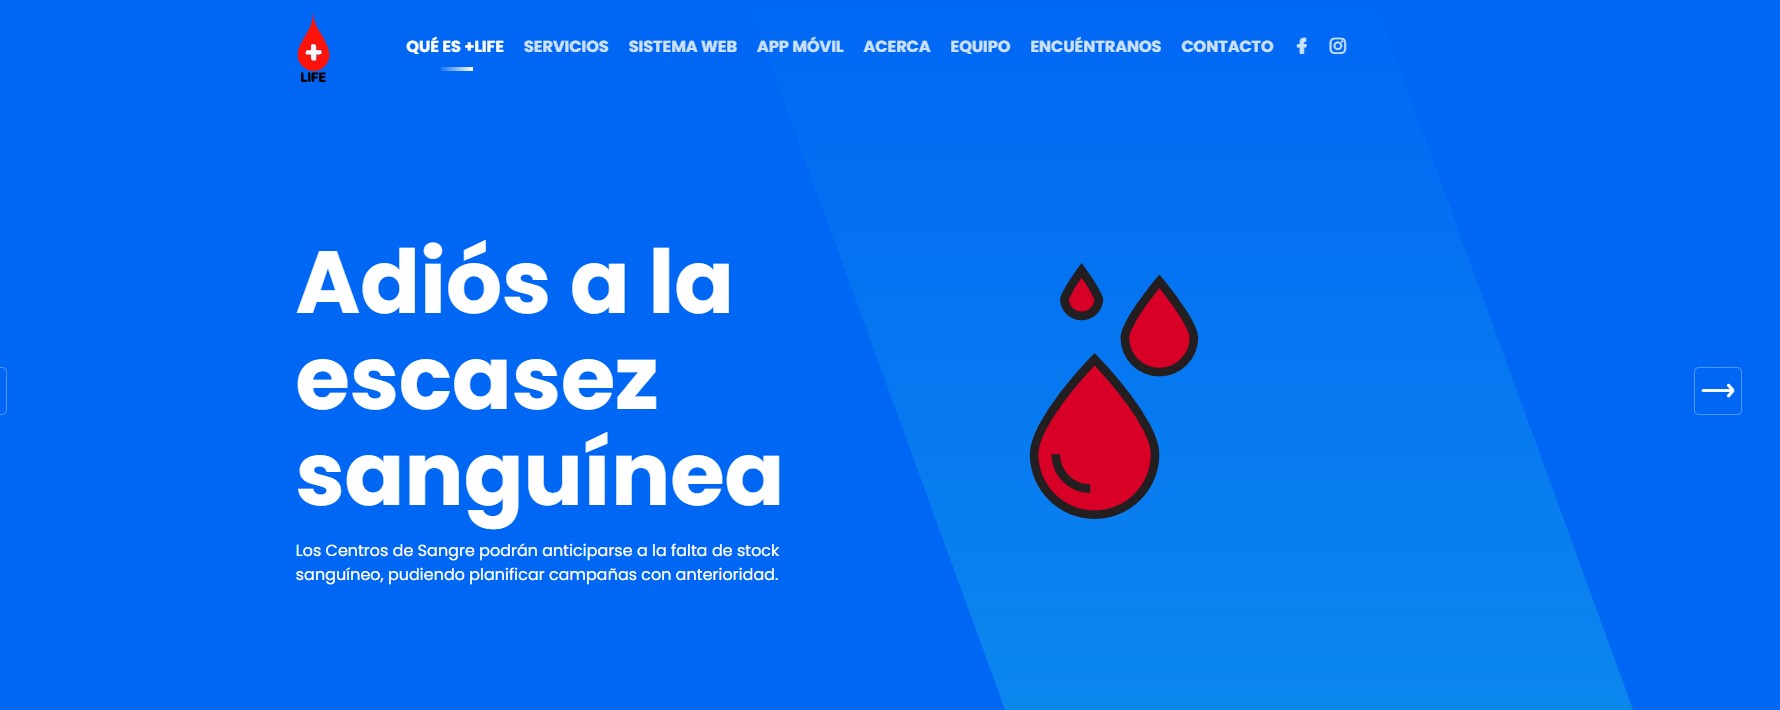 LIFE
QUÉ ES +LIFE SERVICIOS SISTEMA WEB APP MÓVIL ACERCA EQUIPO ENCUÉNTRANOS CONTACTO
Adiós a la
escasez
sanguínea
Los Centros de Sangre podrán anticiparse a la falta de stock
sanguíneo, pudiendo planificar campañas con anterioridad.